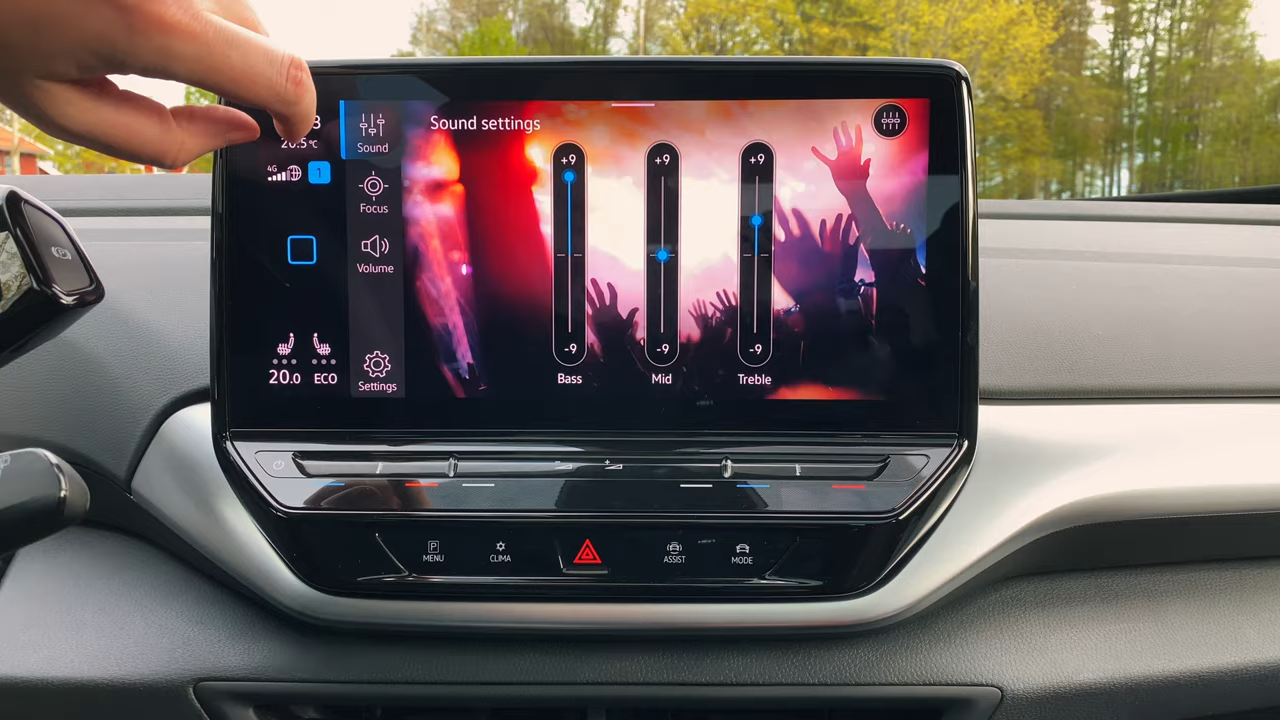 20.5°C
4G
1
20.0
ECO
Sound
Focus
Volume
Settings
Sound settings
+9
+9
+9
-9
-9
-9
Bass
Mid
Treble
P
MENU
CLIMA
ASSIST
MODE